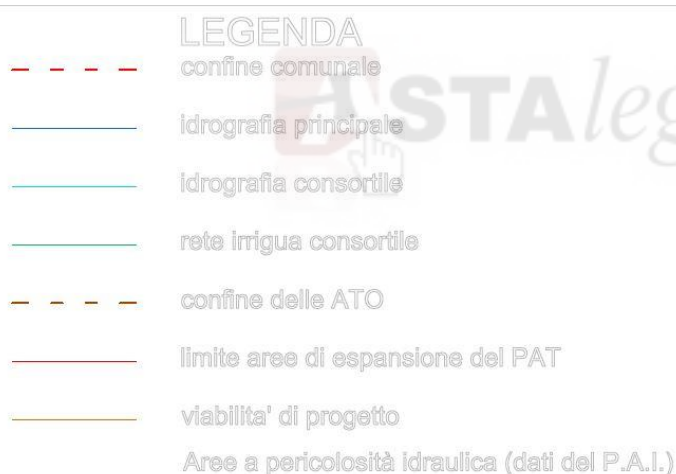 LEGENDA
confine comunale
ASTAleg
idrografia principale
idrografia consortile
rete irrigua consortile
confine delle ATO
limite aree di espansione del PAT
viabilita' di progetto
Aree a pericolosità idraulica (dati del P.A.I.)